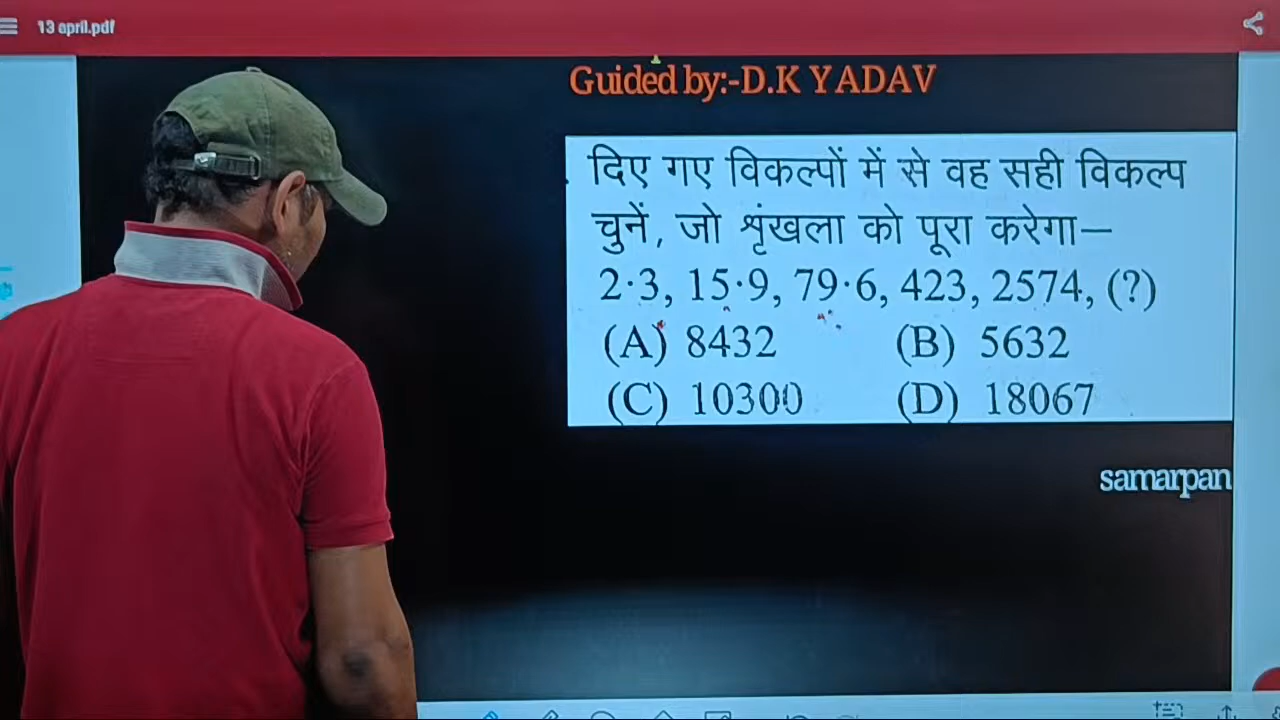 13 april.pdf
Guided by:-D.K YADAV
दिए गए विकल्पों में से वह सही विकल्प
चुनें, जो शृंखला को पूरा करेगा—
2·3, 15·9, 79·6, 423, 2574, (?)
(A) 8432 (B) 5632
(C) 10300 (D) 18067
samarpan